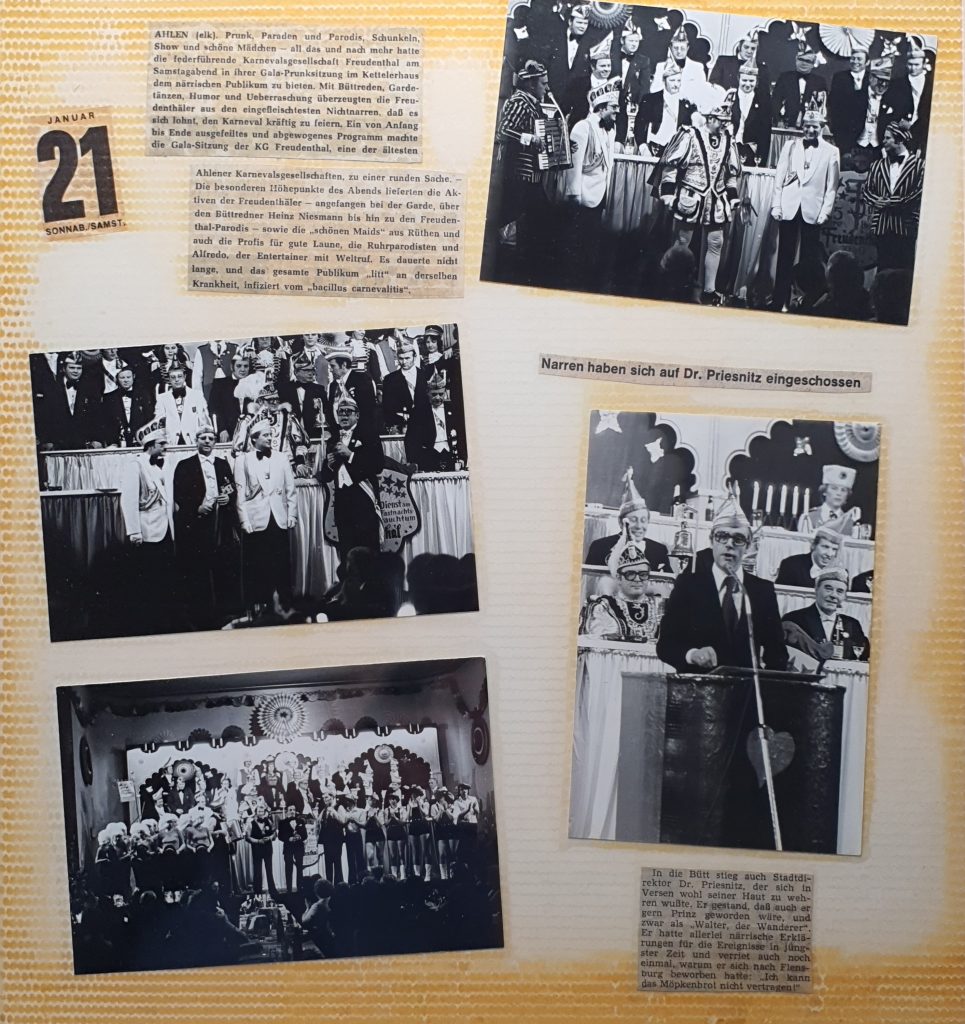 AHLEN (elk). Prunk, Paraden und Parodis, Schunkeln,
Show und schöne Mädchen – all das und nach mehr hatte
die federführende Karnevalsgesellschaft Freudenthal am
Samstagabend in ihrer Gala-Prunksitzung im Kettelerhaus
dem närrischen Publikum zu bieten. Mit Büttreden, Garde-
tänzen, Humor und Ueberraschung überzeugten die Freu-
denthäler aus den eingefleischtesten Nichtnarren, daß es
sich lohnt, den Karneval kräftig zu feiern. Ein von Anfang
bis Ende ausgefeiltes und abgewogenes Programm machte
die Gala-Sitzung der KG Freudenthal, eine der ältesten
JANUAR
21
SONNAB./SAMST.
Ahlener Karnevalsgesellschaften, zu einer runden Sache. –
Die besonderen Höhepunkte des Abends lieferten die Ak-
tiven der Freudenthäler – angefangen bei der Garde, über
den Büttredner Heinz Niesmann bis hin zu den Freuden-
thal-Parodis – sowie die „schönen Maids" aus Rüthen und
auch die Profis für gute Laune, die Ruhrparodisten und
Alfredo, der Entertainer mit Weltruf. Es dauerte nicht
lange, und das gesamte Publikum „litt" an derselben
Krankheit, infiziert vom „bacillus carnevalitis".
Freuden
Narren haben sich auf Dr. Priesnitz eingeschossen
Dienst am
Fastnachts
J
In die Bütt stieg auch Stadtdi-
rektor Dr. Priesnitz, der sich in
Versen wohl seiner Haut zu weh-
ren wußte. Er gestand, daß auch er
gern Prinz geworden wäre, und
zwar als „Walter, der Wanderer".
Er hatte allerlei närrische Erklä-
rungen für die Ereignisse in jüng-
ster Zeit und verriet auch noch
einmal, warum er sich nach Flens-
burg beworben hatte: „Ich kann
das Möpkenbrot nicht vertragen!"